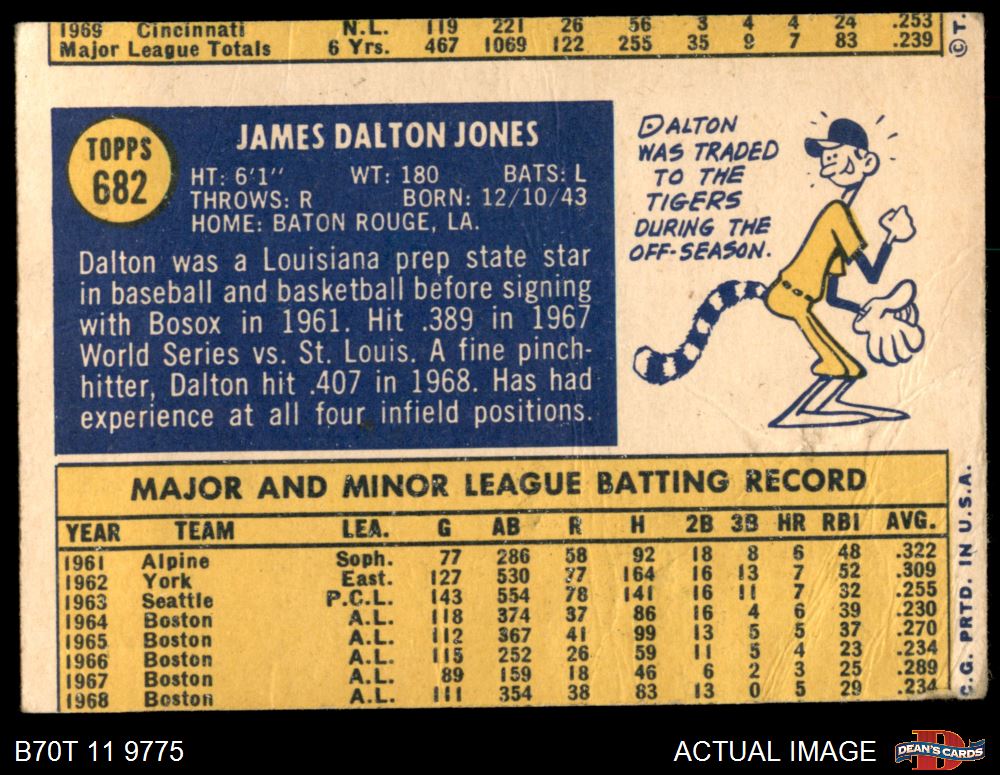 1969 Cincinnati N.L. 119 221 26 56 3 4 4 24 .253
Major League Totals 6 Yrs. 467 1069 122 255 35 9 7 83 .239
© T.
TOPPS
682
JAMES DALTON JONES
HT: 6'1" WT: 180 BATS: L
THROWS: R BORN: 12/10/43
HOME: BATON ROUGE, LA.
Dalton was a Louisiana prep state star
in baseball and basketball before signing
with Bosox in 1961. Hit .389 in 1967
World Series vs. St. Louis. A fine pinch-
hitter, Dalton hit .407 in 1968. Has had
experience at all four infield positions.
DALTON
WAS TRADED
TO THE
TIGERS
DURING THE
OFF-SEASON.
MAJOR AND MINOR LEAGUE BATTING RECORD
YEAR TEAM LEA. G AB R H 2B 3B HR RBI AVG.
1961 Alpine Soph. 77 286 58 92 18 8 6 48 .322
1962 York East. 127 530 77 164 16 13 7 52 .309
1963 Seattle P.C.L. 143 554 78 141 16 11 7 32 .255
1964 Boston A.L. 118 374 37 86 16 4 6 39 .230
1965 Boston A.L. 112 367 41 99 13 5 5 37 .270
1966 Boston A.L. 115 252 26 59 11 5 4 23 .234
1967 Boston A.L. 89 159 18 46 6 2 3 25 .289
1968 Boston A.L. 111 354 38 83 13 0 5 29 .234
C.G. PRTD. IN U.S.A.
B70T 11 9775
ACTUAL IMAGE
DEAN'S CARDS